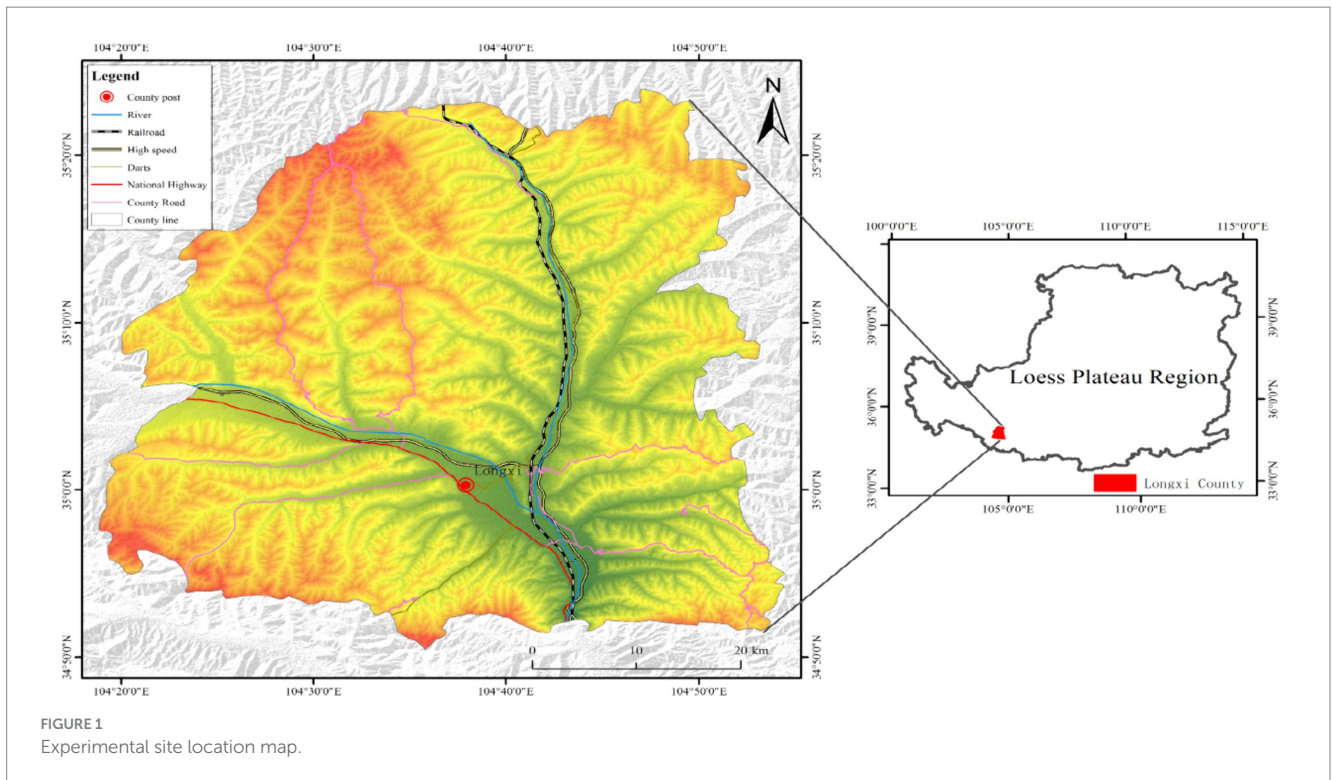 104°20'0"E 104°30'0"E 104°40'0"E 104°50'0"E
Legend
County post
River
Railroad
High speed
Darts
National Highway
County Road
County line
N
35°20'0"N
35°10'0"N
35°0'0"N
34°50'0"N
35°20'0"N
35°10'0"N
35°0'0"N
34°50'0"N
Longxi
0 10 20 km
104°20'0"E 104°30'0"E 104°40'0"E 104°50'0"E
100°0'0"E 105°0'0"E 110°0'0"E 115°0'0"E
39°0'0"N
36°0'0"N
33°0'0"N
39°0'0"N
36°0'0"N
33°0'0"N
Loess Plateau Region
Longxi County
105°0'0"E 110°0'0"E
FIGURE 1
Experimental site location map.